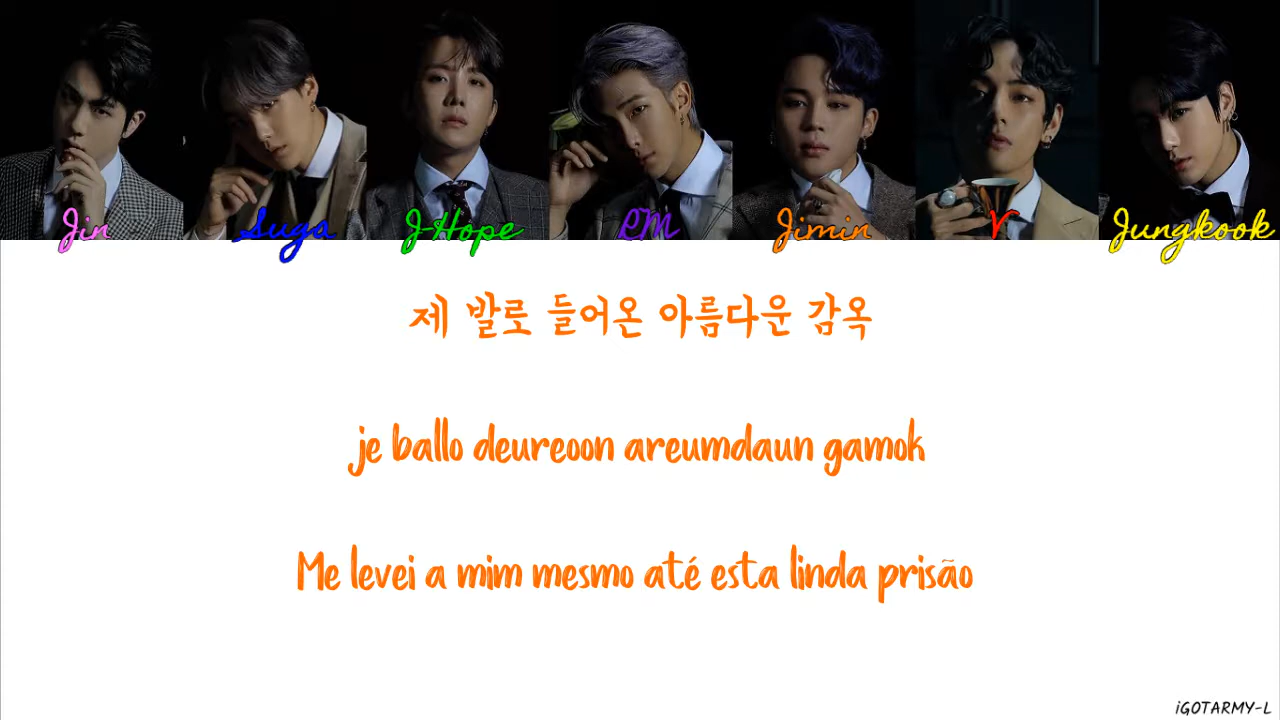 Jin Suga J-Hope RM Jimin V Jungkook
제 발로 들어온 아름다운 감옥
je ballo deureoon areumdaun gamok
Me levei a mim mesmo até esta linda prisão
iGOTARMY-L